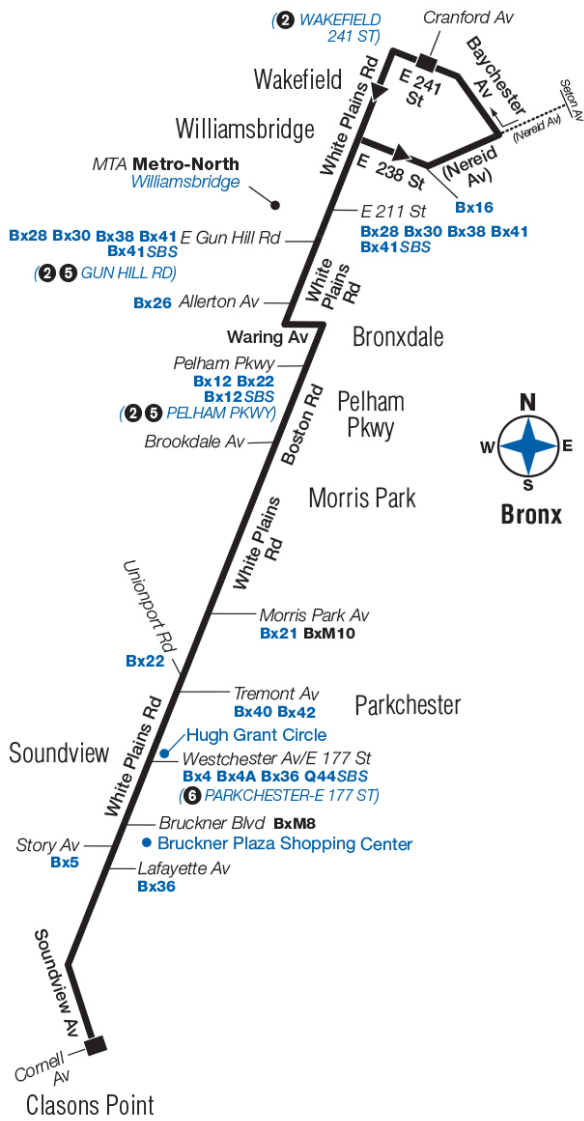 (2 WAKEFIELD
241 ST)
Cranford Av
Wakefield
White Plains Rd
E 241
St
Baychester
Av
Seton Av
(Nereid Av)
Williamsbridge
E 238 St
(Nereid
Av)
MTA Metro-North
Williamsbridge
Bx16
E 211 St
Bx28 Bx30 Bx38 Bx41
Bx41SBS
Bx28 Bx30 Bx38 Bx41 E Gun Hill Rd
Bx41SBS
(2 5 GUN HILL RD)
White
Plains
Rd
Bx26 Allerton Av
Waring Av
Bronxdale
Pelham Pkwy
Bx12 Bx22
Bx12SBS
(2 5 PELHAM PKWY)
Boston Rd
Pelham
Pkwy
Brookdale Av
N
W E
S
Bronx
Morris Park
White Plains
Rd
Unionport Rd
Bx22
Morris Park Av
Bx21 BxM10
Tremont Av
Bx40 Bx42
Parkchester
White Plains Rd
Hugh Grant Circle
Soundview
Westchester Av/E 177 St
Bx4 Bx4A Bx36 Q44SBS
(6 PARKCHESTER-E 177 ST)
Bruckner Blvd BxM8
Story Av
Bx5
Bruckner Plaza Shopping Center
Lafayette Av
Bx36
Soundview Av
Cornell
Av
Clasons Point